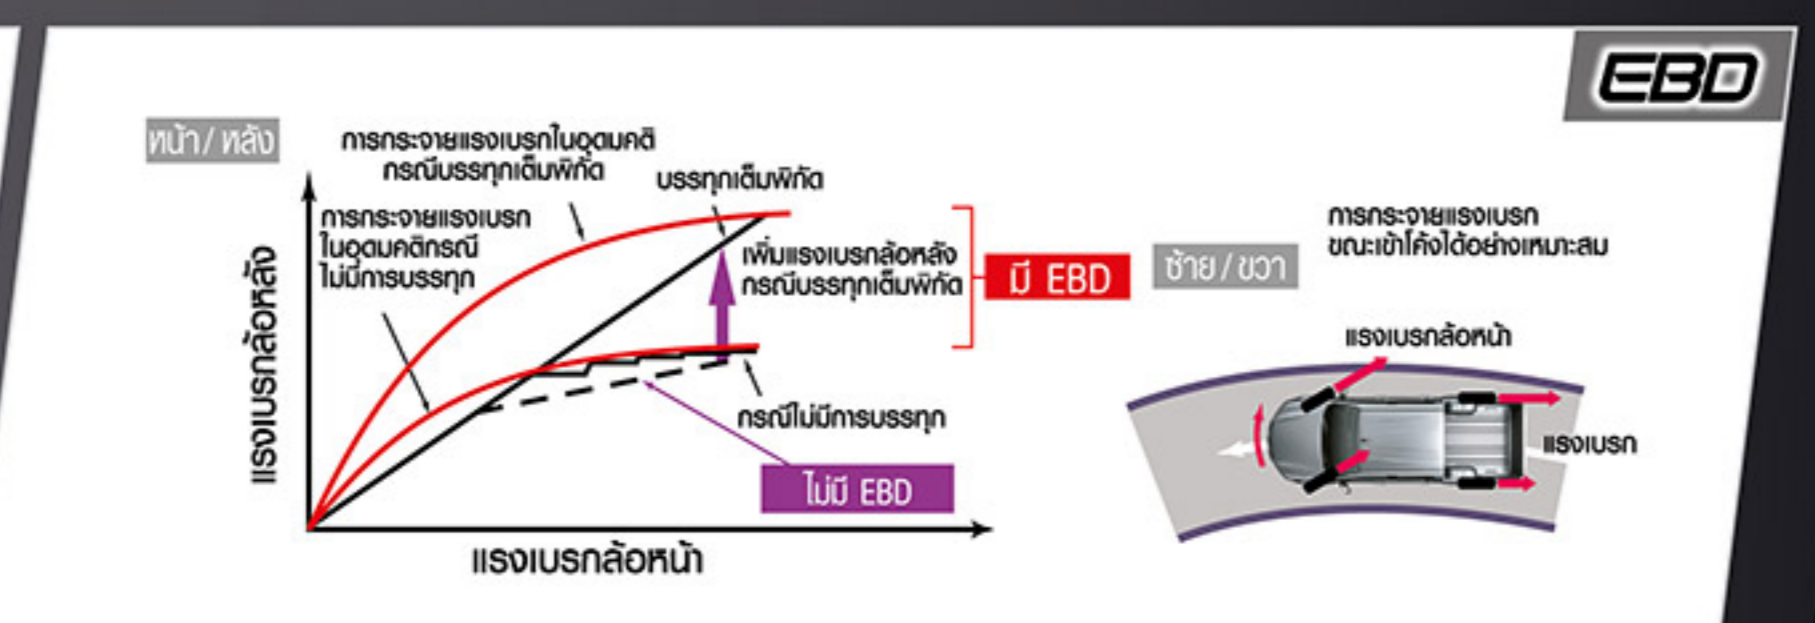 EBD
หน้า / หลัง
การกระจายแรงเบรกในอุดมคติ
กรณีบรรทุกเต็มพิกัด
บรรทุกเต็มพิกัด
การกระจายแรงเบรก
ในอุดมคติกรณี
ไม่มีการบรรทุก
แรงเบรกล้อหลัง
เพิ่มแรงเบรกล้อหลัง
กรณีบรรทุกเต็มพิกัด
มี EBD
กรณีไม่มีการบรรทุก
ไม่มี EBD
แรงเบรกล้อหน้า
ซ้าย / ขวา
การกระจายแรงเบรก
ขณะเข้าโค้งได้อย่างเหมาะสม
แรงเบรกล้อหน้า
แรงเบรก